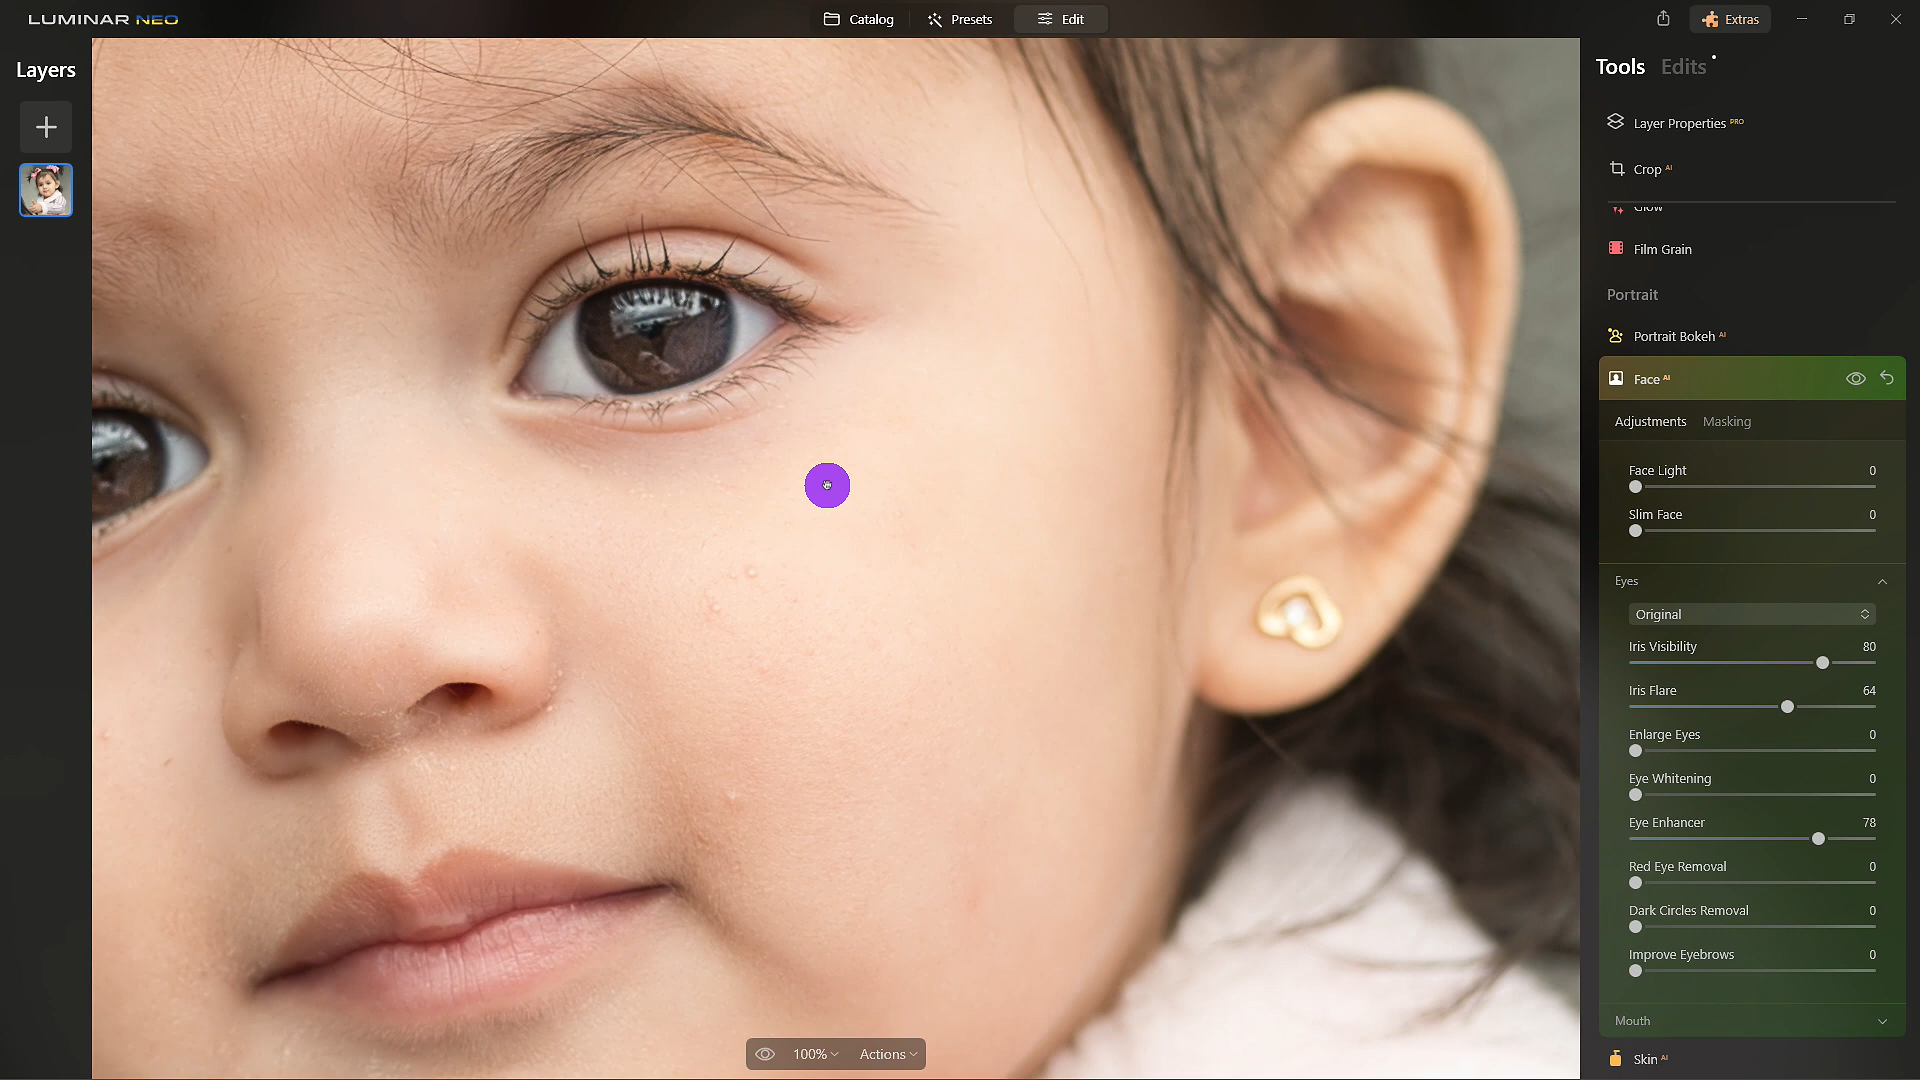 LUMINAR NEO
Catalog
Presets
Edit
Extras
Layers
Tools Edits
Layer Properties PRO
Crop AI
Glow
Film Grain
Portrait
Portrait Bokeh AI
Face AI
Adjustments Masking
Face Light 0
Slim Face 0
Eyes
Original
Iris Visibility 80
Iris Flare 64
Enlarge Eyes 0
Eye Whitening 0
Eye Enhancer 78
Red Eye Removal 0
Dark Circles Removal 0
Improve Eyebrows 0
Mouth
Skin AI
100% Actions